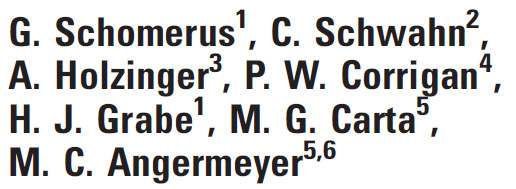 G. Schomerus¹, C. Schwahn²,
A. Holzinger³, P. W. Corrigan⁴,
H. J. Grabe¹, M. G. Carta⁵,
M. C. Angermeyer⁵,⁶